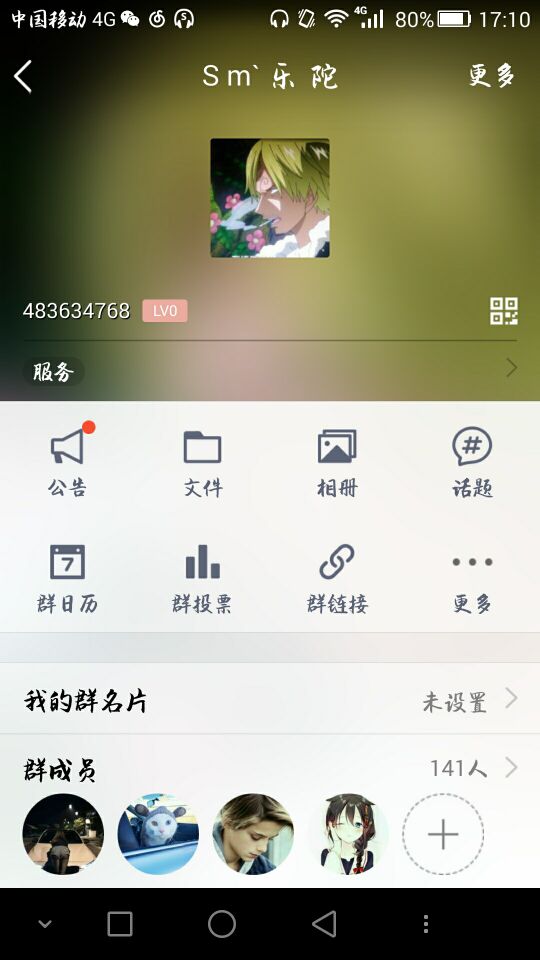 中国移动 4G 4G 80% 17:10
Sm`乐陀 更多
483634768 LV0
服务
公告 文件 相册 话题
7
群日历 群投票 群链接 更多
我的群名片 未设置
群成员 141人